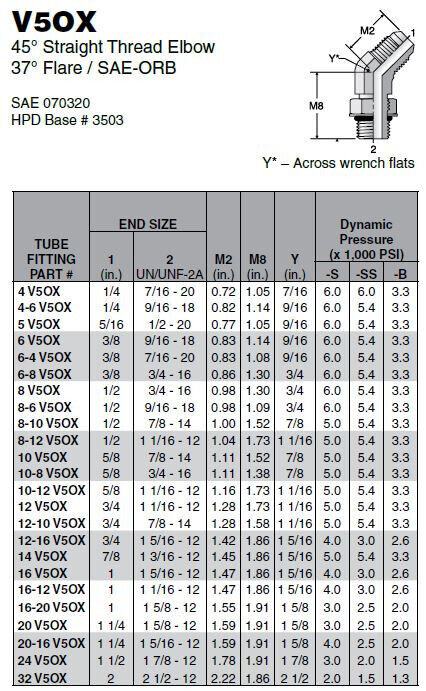 V5OX
45° Straight Thread Elbow
37° Flare / SAE-ORB
SAE 070320
HPD Base # 3503
M2
1
Y*
M8
2
Y* – Across wrench flats
TUBE FITTING PART # | END SIZE 1 (in.) | END SIZE 2 UN/UNF-2A | M2 (in.) | M8 (in.) | Y (in.) | Dynamic Pressure (x 1,000 PSI) -S | -SS | -B
4 V5OX 1/4 7/16 - 20 0.72 1.05 7/16 6.0 6.0 3.3
4-6 V5OX 1/4 9/16 - 18 0.82 1.14 9/16 6.0 5.4 3.3
5 V5OX 5/16 1/2 - 20 0.77 1.05 9/16 6.0 5.4 3.3
6 V5OX 3/8 9/16 - 18 0.83 1.14 9/16 6.0 5.4 3.3
6-4 V5OX 3/8 7/16 - 20 0.83 1.08 9/16 6.0 5.4 3.3
6-8 V5OX 3/8 3/4 - 16 0.86 1.30 3/4 6.0 5.4 3.3
8 V5OX 1/2 3/4 - 16 0.98 1.30 3/4 6.0 5.4 3.3
8-6 V5OX 1/2 9/16 - 18 0.98 1.09 3/4 6.0 5.4 3.3
8-10 V5OX 1/2 7/8 - 14 1.00 1.52 7/8 5.0 5.4 3.3
8-12 V5OX 1/2 1 1/16 - 12 1.04 1.73 1 1/16 5.0 5.4 3.3
10 V5OX 5/8 7/8 - 14 1.11 1.52 7/8 5.0 5.4 3.3
10-8 V5OX 5/8 3/4 - 16 1.11 1.38 7/8 5.0 5.4 3.3
10-12 V5OX 5/8 1 1/16 - 12 1.16 1.73 1 1/16 5.0 5.4 3.3
12 V5OX 3/4 1 1/16 - 12 1.28 1.73 1 1/16 5.0 5.4 3.3
12-10 V5OX 3/4 7/8 - 14 1.28 1.58 1 1/16 5.0 5.4 3.3
12-16 V5OX 3/4 1 5/16 - 12 1.42 1.86 1 5/16 4.0 3.0 2.6
14 V5OX 7/8 1 3/16 - 12 1.45 1.86 1 5/16 5.0 5.4 3.3
16 V5OX 1 1 5/16 - 12 1.47 1.86 1 5/16 4.0 3.0 2.6
16-12 V5OX 1 1 1/16 - 12 1.47 1.86 1 5/16 4.0 3.0 2.6
16-20 V5OX 1 1 5/8 - 12 1.55 1.91 1 5/8 3.0 2.5 2.0
20 V5OX 1 1/4 1 5/8 - 12 1.59 1.91 1 5/8 3.0 2.5 2.0
20-16 V5OX 1 1/4 1 5/16 - 12 1.59 1.91 1 5/8 4.0 2.5 2.0
24 V5OX 1 1/2 1 7/8 - 12 1.78 1.91 1 7/8 3.0 2.0 1.5
32 V5OX 2 2 1/2 - 12 2.22 1.86 2 1/2 2.0 1.5 1.3